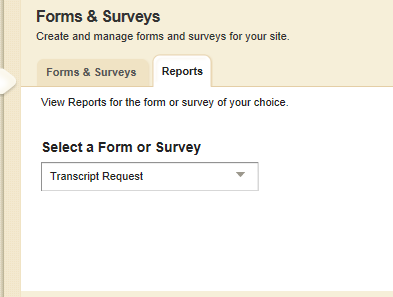 Forms & Surveys
Create and manage forms and surveys for your site.
Forms & Surveys
Reports
View Reports for the form or survey of your choice.
Select a Form or Survey
Transcript Request